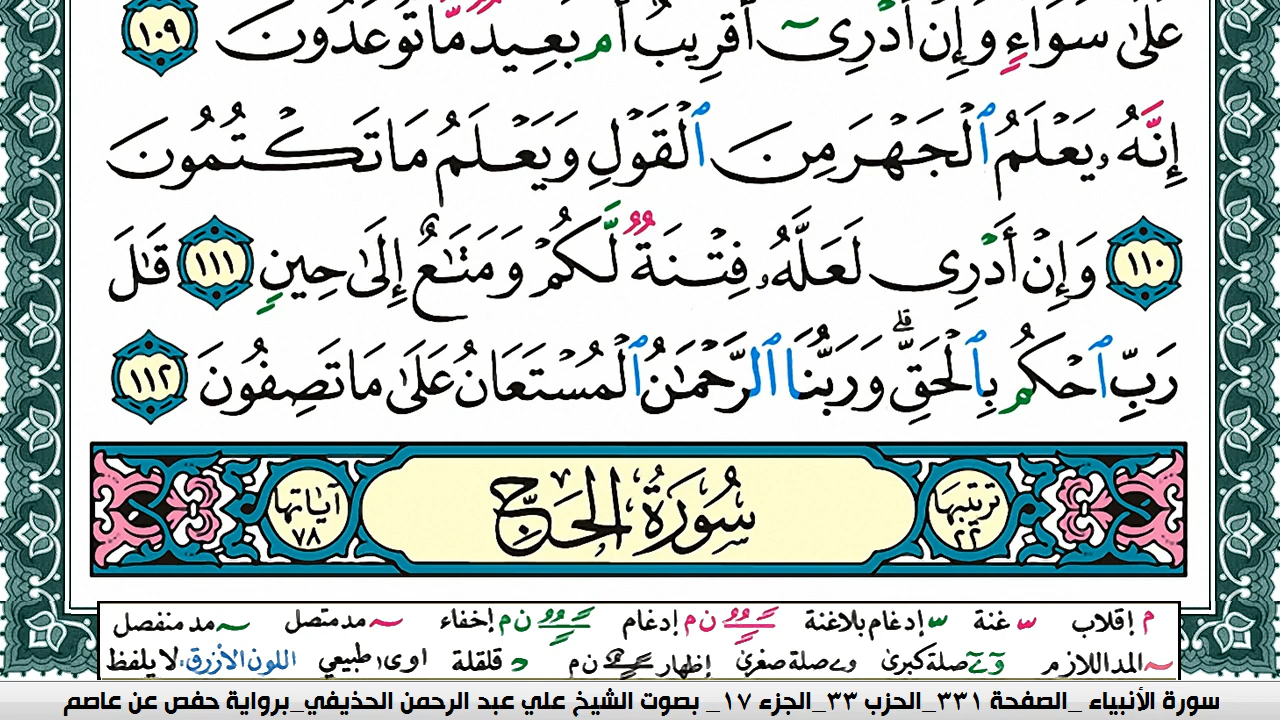 عَلَىٰ سَوَآءٖ وَإِنۡ أَدۡرِيٓ أَقَرِيبٌ أَم بَعِيدٞ مَّا تُوعَدُونَ ١٠٩
إِنَّهُۥ يَعۡلَمُ ٱلۡجَهۡرَ مِنَ ٱلۡقَوۡلِ وَيَعۡلَمُ مَا تَكۡتُمُونَ
١١٠ وَإِنۡ أَدۡرِي لَعَلَّهُۥ فِتۡنَةٞ لَّكُمۡ وَمَتَٰعٌ إِلَىٰ حِينٖ ١١١ قَٰلَ
رَبِّ ٱحۡكُم بِٱلۡحَقِّۗ وَرَبُّنَا ٱلرَّحۡمَٰنُ ٱلۡمُسۡتَعَانُ عَلَىٰ مَا تَصِفُونَ ١١٢
ترتيبها ٢٢ سُورَةُ الحَجّ آياتها ٧٨
م إقلاب غنة إدغام بلاغنة ن م إدغام ن م إخفاء مد متصل مد منفصل
المد اللازم صلة كبرى وے صلة صغرى إظهار ن م قلقلة اوى طبيعي اللون الأزرق: لا يلفظ
سورة الأنبياء _الصفحة ٣٣١_الحزب ٣٣_الجزء ١٧_ بصوت الشيخ علي عبد الرحمن الحذيفي_برواية حفص عن عاصم